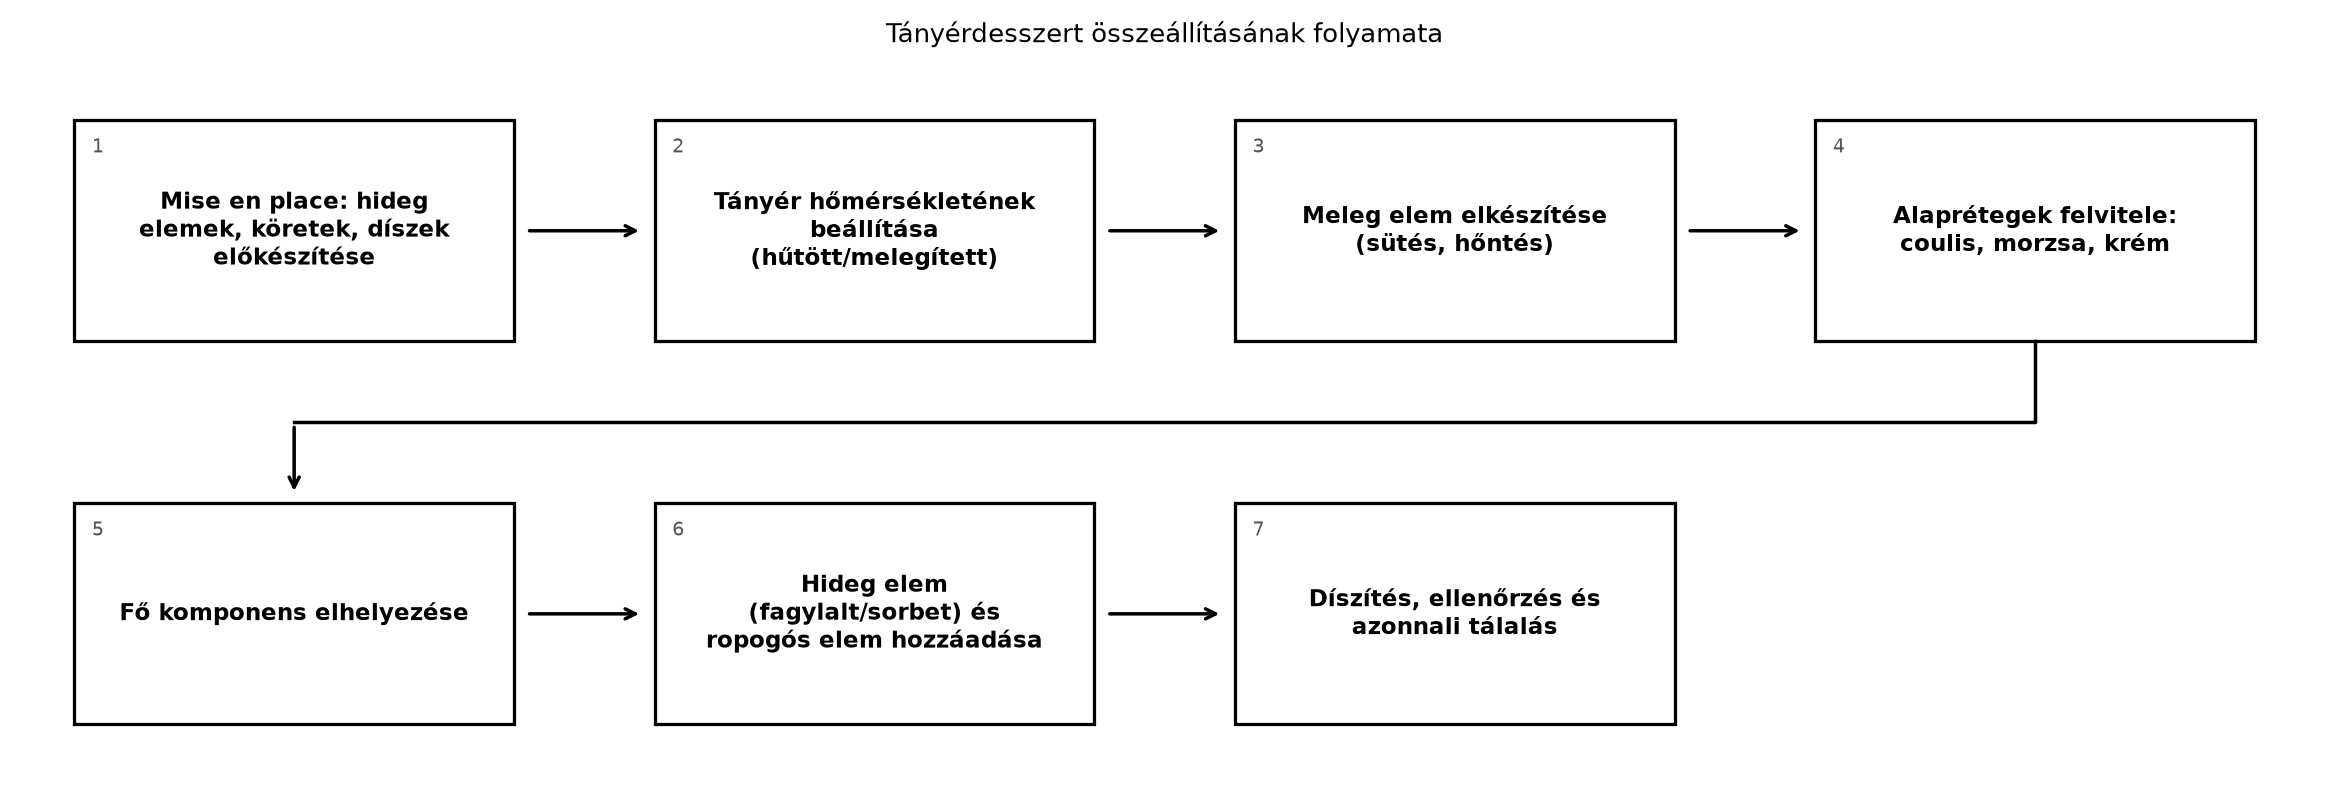 Tányérdesszert összeállításának folyamata
1
Mise en place: hideg
elemek, köretek, díszek
előkészítése
2
Tányér hőmérsékletének
beállítása
(hűtött/melegített)
3
Meleg elem elkészítése
(sütés, hőntés)
4
Alaprétegek felvitele:
coulis, morzsa, krém
5
Fő komponens elhelyezése
6
Hideg elem
(fagylalt/sorbet) és
ropogós elem hozzáadása
7
Díszítés, ellenőrzés és
azonnali tálalás